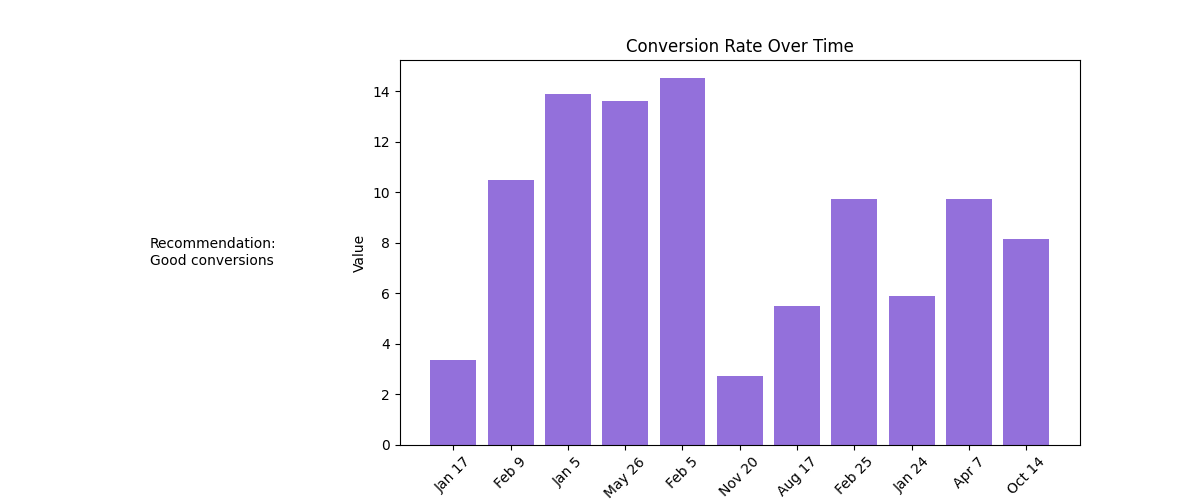 Conversion Rate Over Time
Recommendation:
Good conversions
Value
14
12
10
8
6
4
2
0
Jan 17
Feb 9
Jan 5
May 26
Feb 5
Nov 20
Aug 17
Feb 25
Jan 24
Apr 7
Oct 14